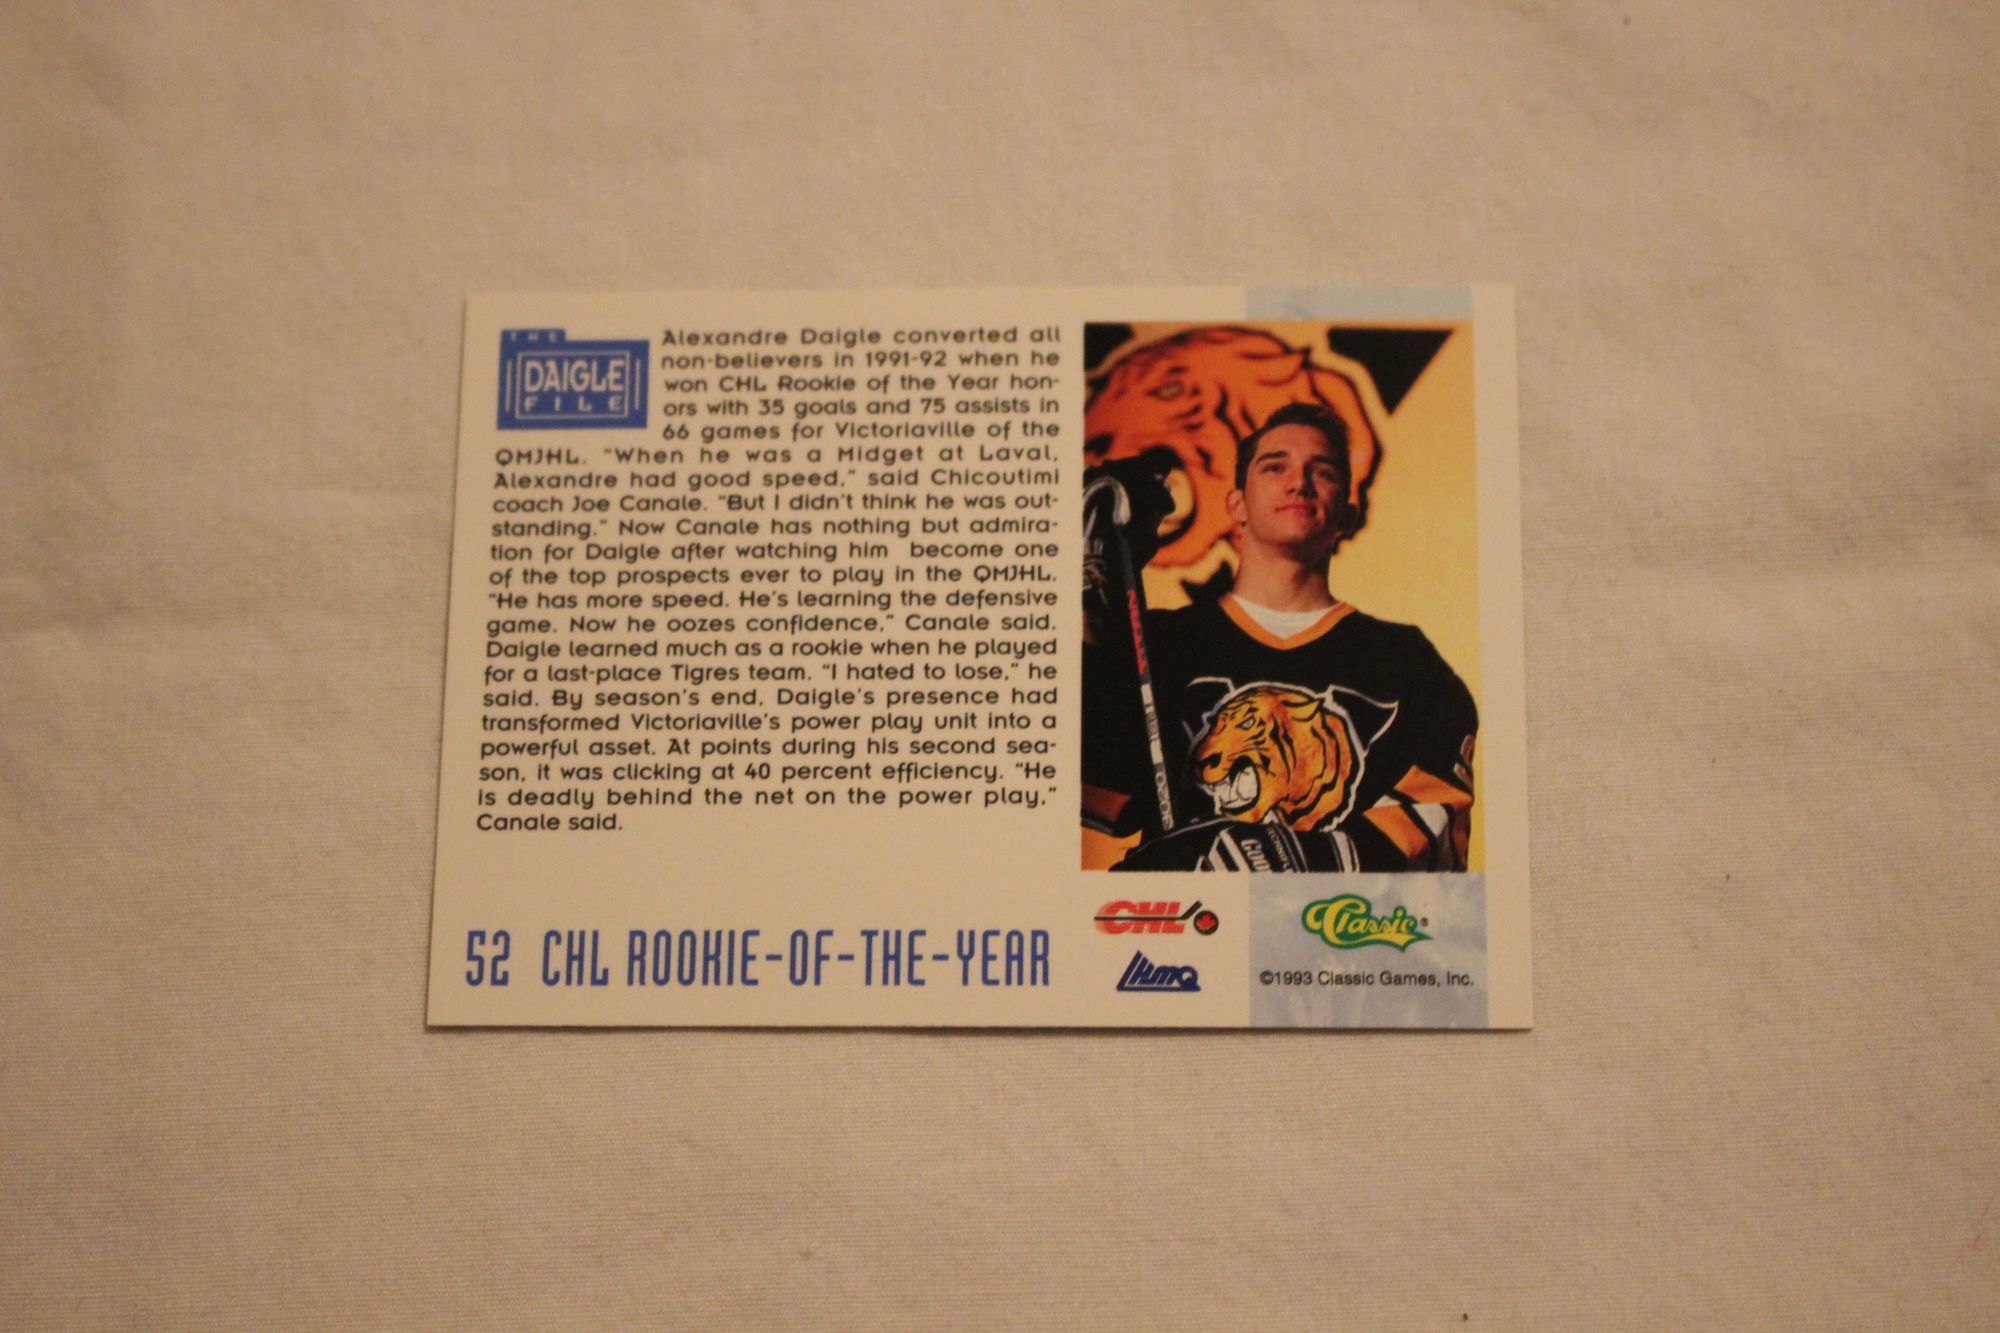 THE
DAIGLE
FILE
Alexandre Daigle converted all
non-believers in 1991-92 when he
won CHL Rookie of the Year hon-
ors with 35 goals and 75 assists in
66 games for Victoriaville of the
QMJHL. "When he was a Midget at Laval,
Alexandre had good speed," said Chicoutimi
coach Joe Canale. "But I didn't think he was out-
standing." Now Canale has nothing but admira-
tion for Daigle after watching him become one
of the top prospects ever to play in the QMJHL.
"He has more speed. He's learning the defensive
game. Now he oozes confidence," Canale said.
Daigle learned much as a rookie when he played
for a last-place Tigres team. "I hated to lose," he
said. By season's end, Daigle's presence had
transformed Victoriaville's power play unit into a
powerful asset. At points during his second sea-
son, it was clicking at 40 percent efficiency. "He
is deadly behind the net on the power play,"
Canale said.
52 CHL ROOKIE-OF-THE-YEAR
CHL
LHJMQ
Classic®
©1993 Classic Games, Inc.